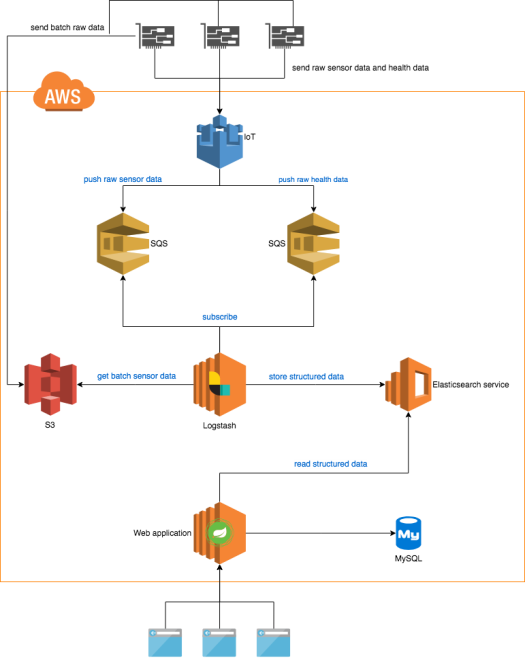 send batch raw data
send raw sensor data and health data
AWS
IoT
push raw sensor data
push raw health data
SQS
SQS
subscribe
get batch sensor data
store structured data
Elasticsearch service
S3
Logstash
read structured data
Web application
My
MySQL